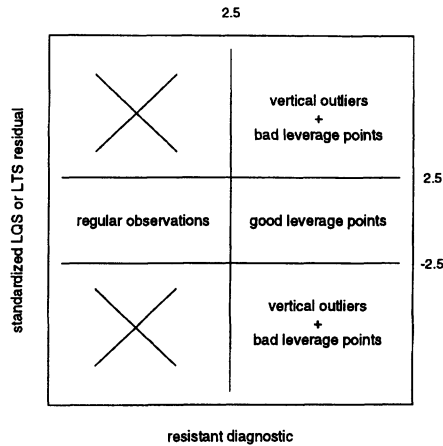 2.5
standardized LQS or LTS residual
vertical outliers
+
bad leverage points
2.5
regular observations
good leverage points
-2.5
vertical outliers
+
bad leverage points
resistant diagnostic